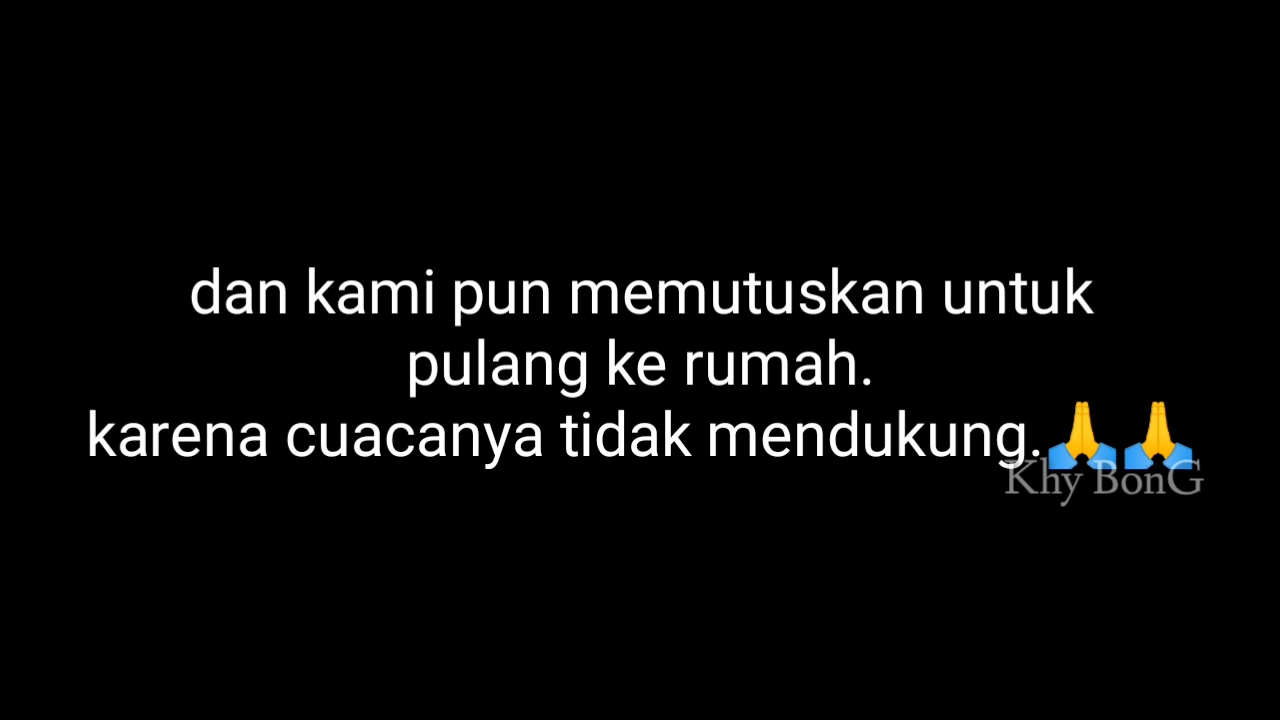 dan kami pun memutuskan untuk
pulang ke rumah.
karena cuacanya tidak mendukung.🙏🙏
Khy BonG